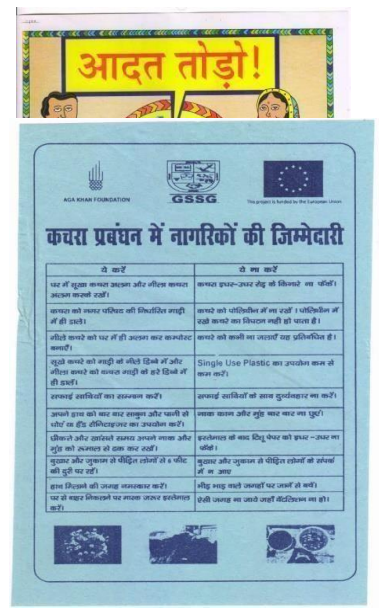 आदत तोड़ो!
AGA KHAN FOUNDATION
GSSG
This project is funded by the European Union
कचरा प्रबंधन में नागरिकों की जिम्मेदारी
ये करें
ये ना करें
घर में सूखा कचरा अलग और गीला कचरा
अलग करके रखें।
कचरा इधर-उधर रोड़ के किनारे ना फेंकें।
कचरा को नगर परिषद की निर्धारित गाड़ी
में ही डालें।
कचरे को पोलिथीन में ना रखें। पोलिथीन में
रखे कचरे का निपटान नही हो पाता है।
गीले कचरे को घर में ही अलग कर कम्पोस्ट
बनाएँ।
कचरे को कभी ना जलाएँ यह प्रतिबंधित है।
सूखे कचरे को गाड़ी के नीले डिब्बे में और
गीला कचरे को कचरा गाड़ी के हरे डिब्बे में
ही डालें।
Single Use Plastic का उपयोग कम से
कम करें।
सफाई साथियों का सम्मान करें।
सफाई साथियों के साथ दुर्व्यवहार ना करें।
अपने हाथ को बार बार साबुन और पानी से
धोएं या हैंड सैनिटाइजर का उपयोग करें।
नाक कान और मुंह बार बार ना छुएं।
छींकते और खांसते समय अपने नाक और
मुंह को रूमाल से ढक कर रखें।
इस्तेमाल के बाद टिशू पेपर को इधर-उधर ना
फेंकें।
बुखार और जुकाम से पीड़ित लोगों से 6 फीट
की दूरी पर रहें।
बुखार और जुकाम से पीड़ित लोगों के संपर्क
में न आए
हाथ मिलाने की जगह नमस्कार करें।
भीड़ भाड़ वाले जगहों पर जानें से बचें।
घर से बाहर निकलने पर मास्क जरूर इस्तेमाल
करें।
ऐसी जगह ना जाये जहाँ वेंटिलेशन ना हो।